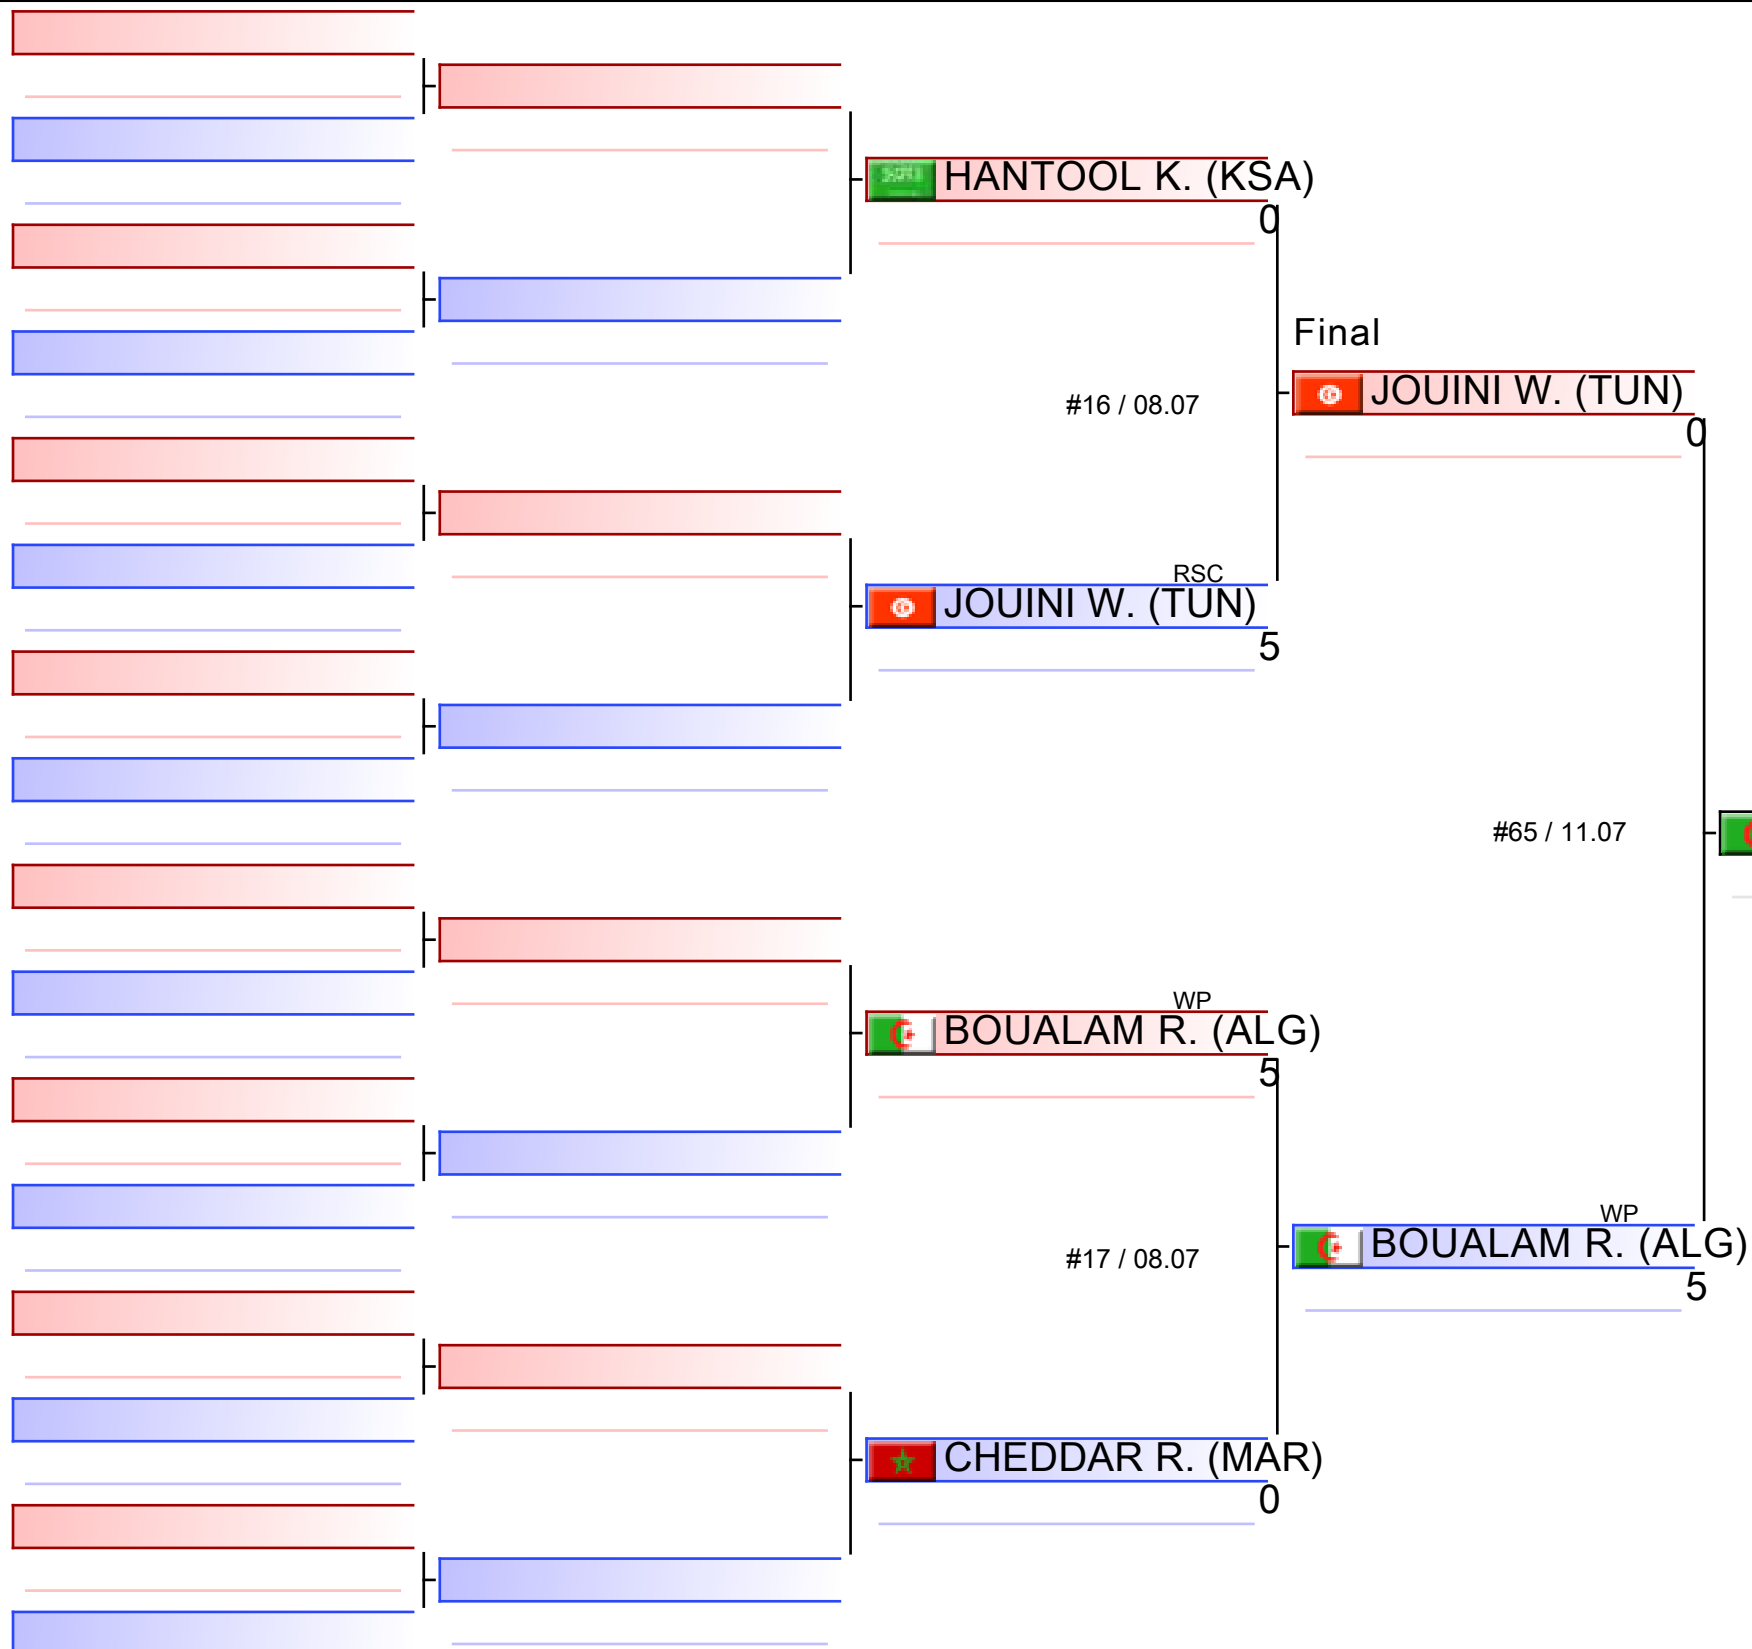 HANTOOL K. (KSA)
0
Final
#16 / 08.07
JOUINI W. (TUN)
0
RSC
JOUINI W. (TUN)
5
#65 / 11.07
WP
BOUALAM R. (ALG)
5
WP
#17 / 08.07
BOUALAM R. (ALG)
5
CHEDDAR R. (MAR)
0